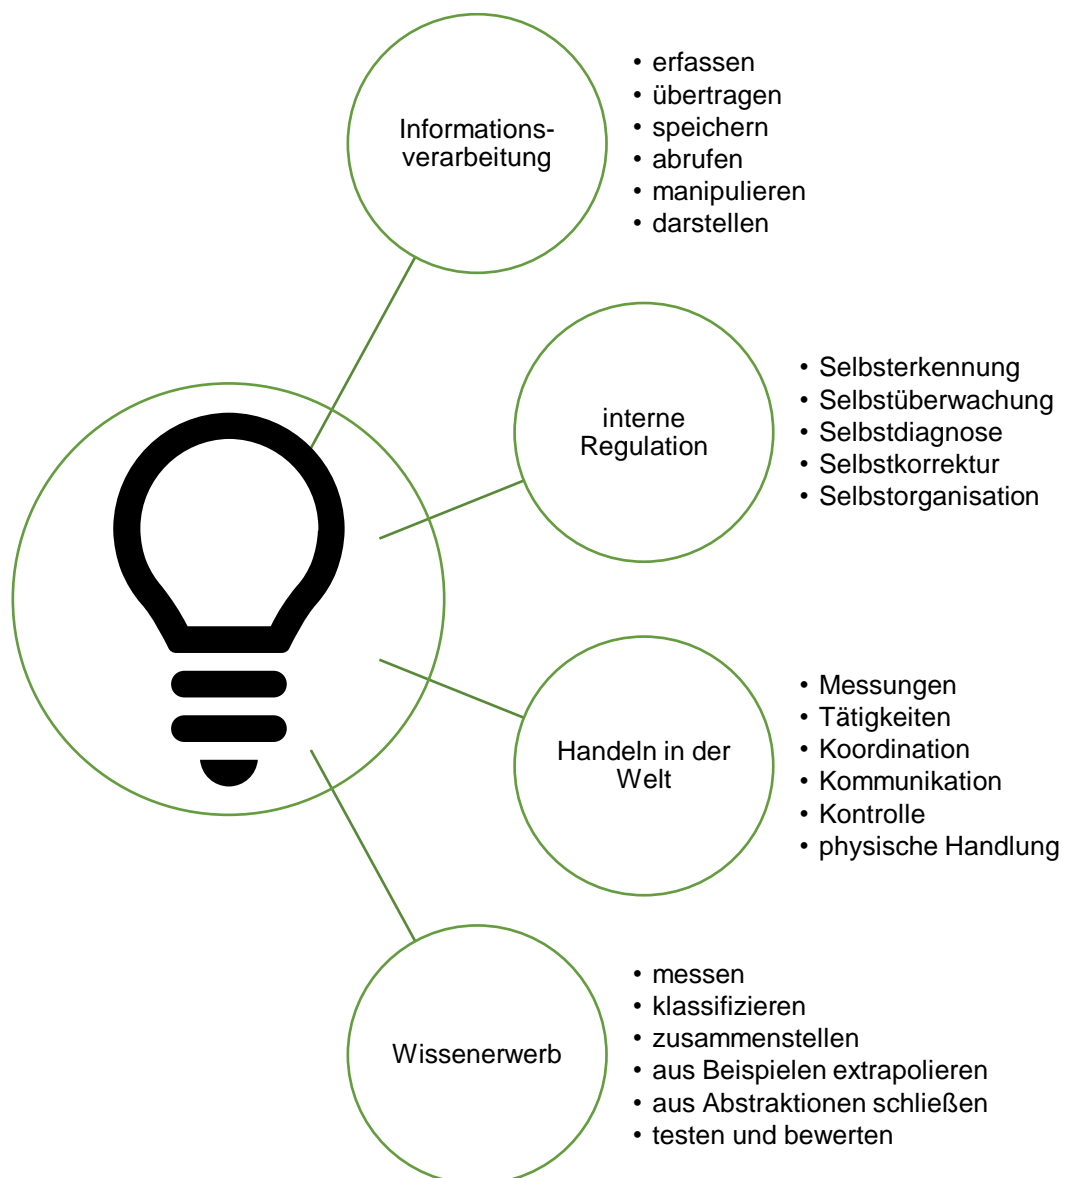 Informations-
verarbeitung
• erfassen
• übertragen
• speichern
• abrufen
• manipulieren
• darstellen
interne
Regulation
• Selbsterkennung
• Selbstüberwachung
• Selbstdiagnose
• Selbstkorrektur
• Selbstorganisation
Handeln in der
Welt
• Messungen
• Tätigkeiten
• Koordination
• Kommunikation
• Kontrolle
• physische Handlung
Wissenerwerb
• messen
• klassifizieren
• zusammenstellen
• aus Beispielen extrapolieren
• aus Abstraktionen schließen
• testen und bewerten